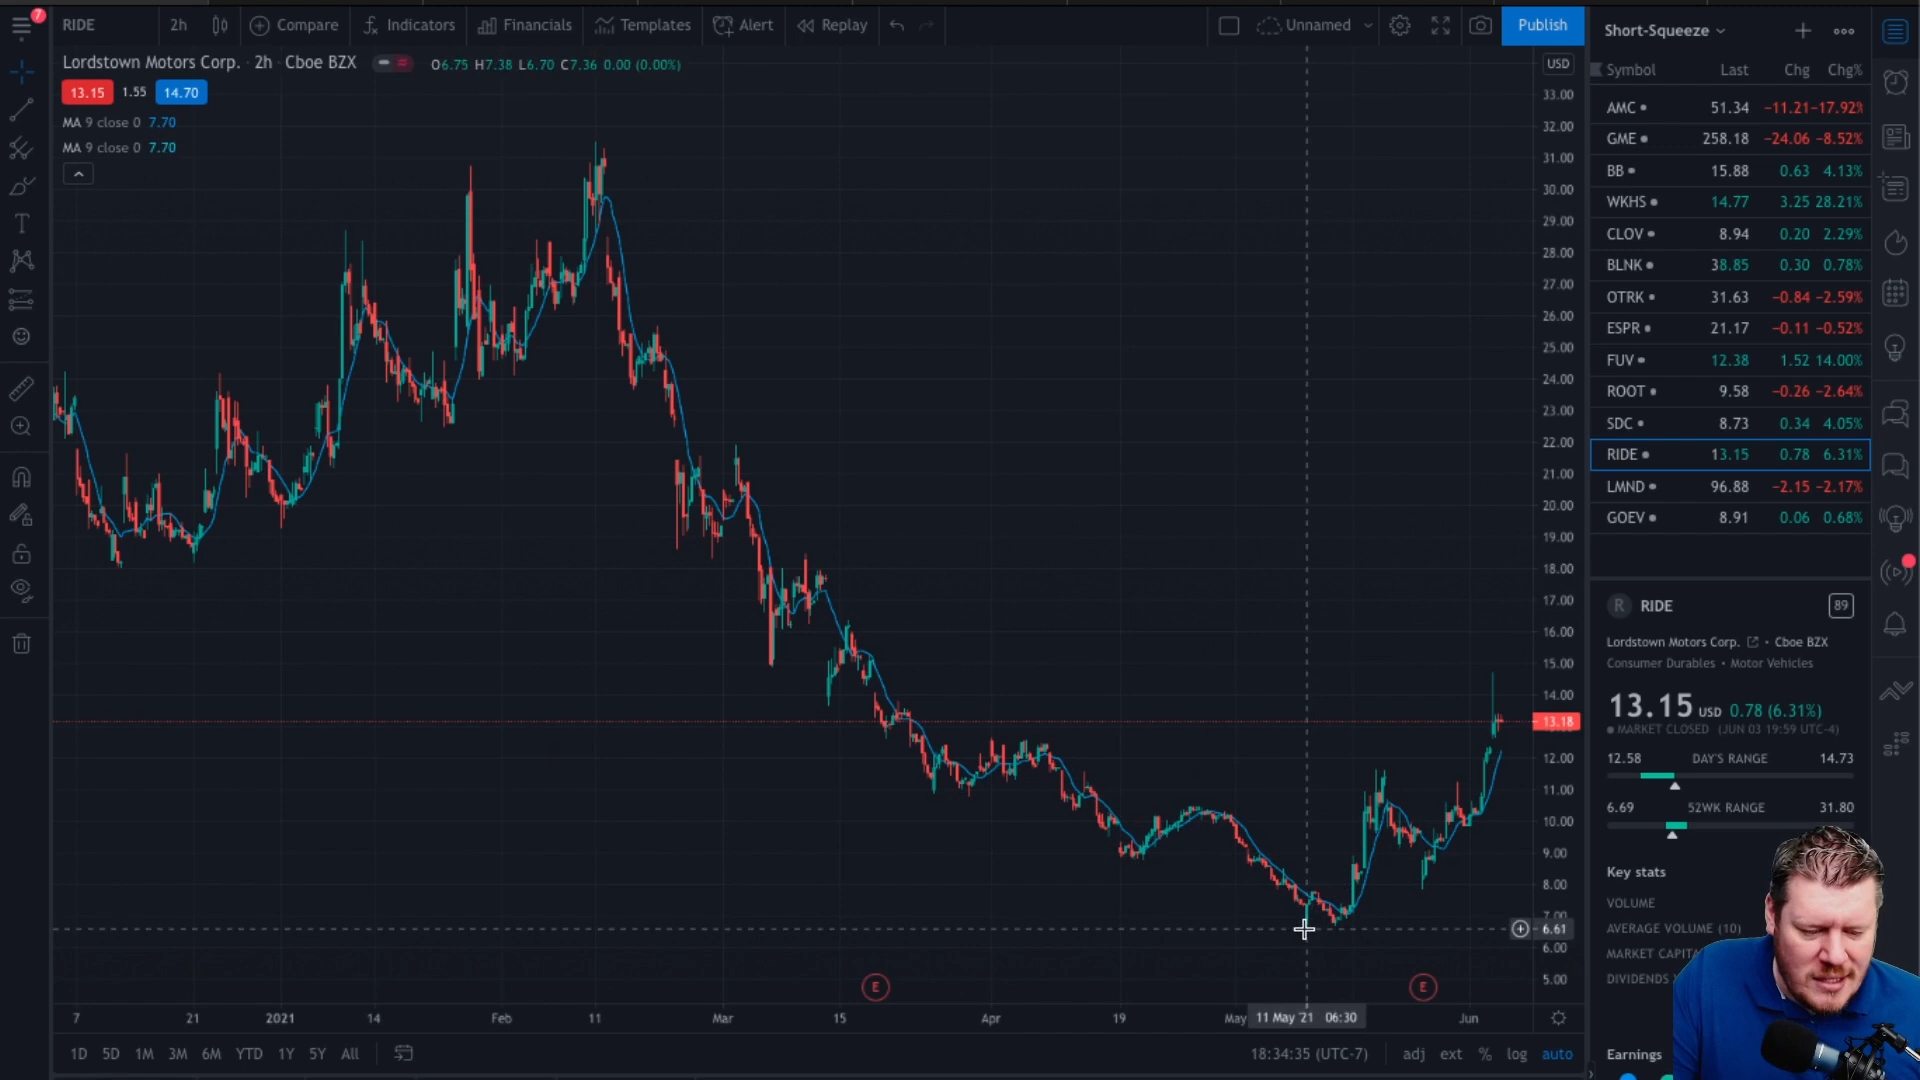 7
RIDE 2h Compare Indicators Financials Templates Alert Replay Unnamed Publish
Lordstown Motors Corp. · 2h · Cboe BZX O6.75 H7.38 L6.70 C7.36 0.00 (0.00%)
13.15 1.55 14.70
MA 9 close 0 7.70
MA 9 close 0 7.70
USD
33.00
32.00
31.00
30.00
29.00
28.00
27.00
26.00
25.00
24.00
23.00
22.00
21.00
20.00
19.00
18.00
17.00
16.00
15.00
14.00
13.18
12.00
11.00
10.00
9.00
8.00
7.00
6.61
6.00
5.00
E E
7 21 2021 14 Feb 11 Mar 15 Apr 19 May 11 May '21 06:30 Jun
1D 5D 1M 3M 6M YTD 1Y 5Y All 18:34:35 (UTC-7) adj ext % log auto
Short-Squeeze
Symbol Last Chg Chg%
AMC 51.34 −11.21 −17.92%
GME 258.18 −24.06 −8.52%
BB 15.88 0.63 4.13%
WKHS 14.77 3.25 28.21%
CLOV 8.94 0.20 2.29%
BLNK 38.85 0.30 0.78%
OTRK 31.63 −0.84 −2.59%
ESPR 21.17 −0.11 −0.52%
FUV 12.38 1.52 14.00%
ROOT 9.58 −0.26 −2.64%
SDC 8.73 0.34 4.05%
RIDE 13.15 0.78 6.31%
LMND 96.88 −2.15 −2.17%
GOEV 8.91 0.06 0.68%
R RIDE 89
Lordstown Motors Corp. • Cboe BZX
Consumer Durables • Motor Vehicles
13.15 USD 0.78 (6.31%)
MARKET CLOSED (JUN 03 19:59 UTC-4)
12.58 DAY'S RANGE 14.73
6.69 52WK RANGE 31.80
Key stats
VOLUME
AVERAGE VOLUME (10)
MARKET CAPITA
DIVIDENDS
Earnings